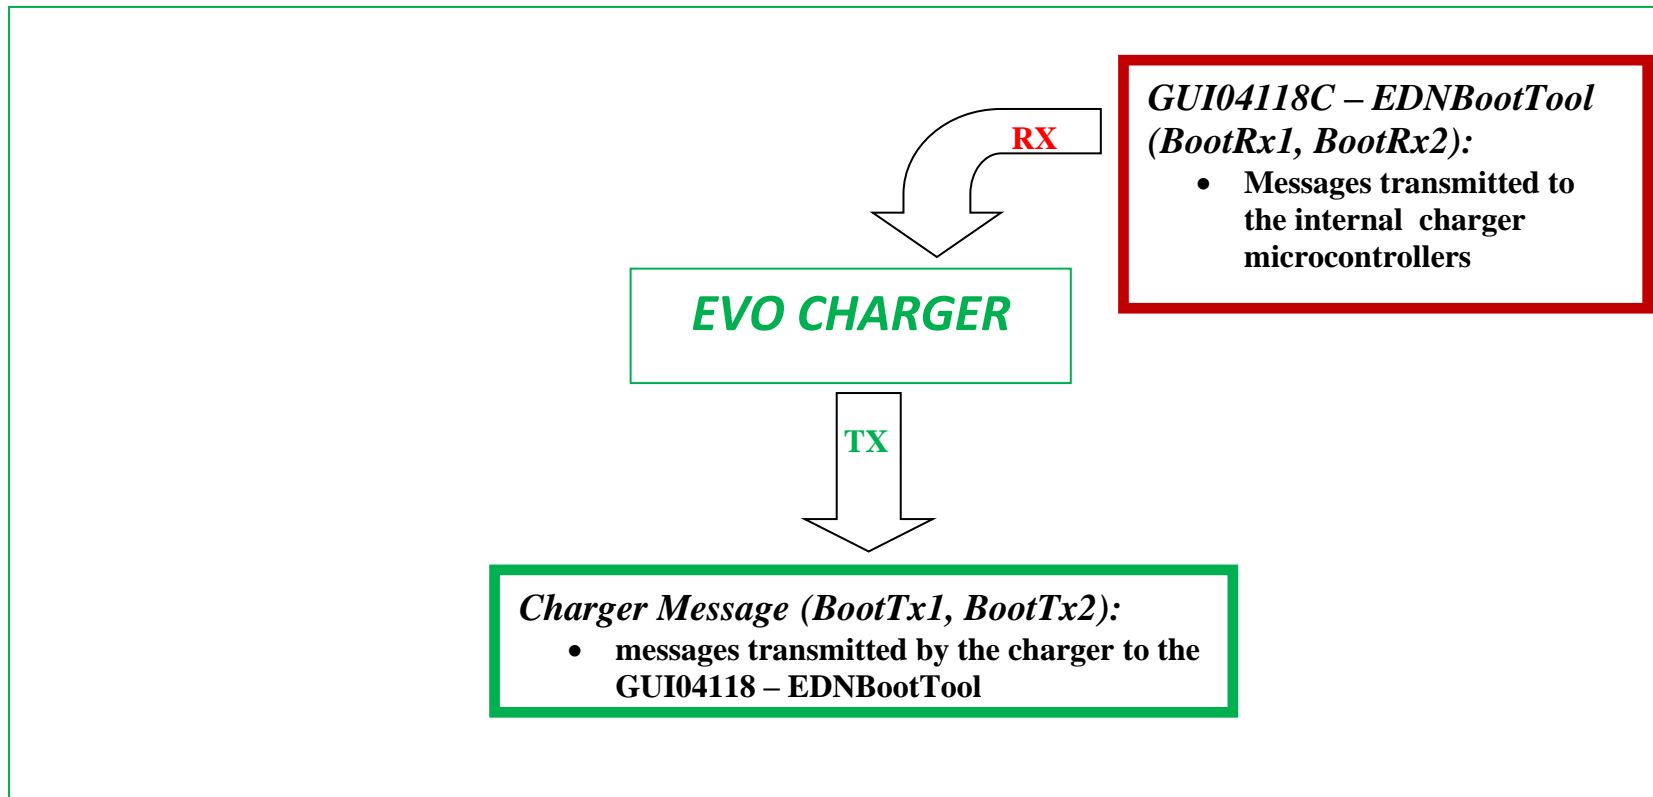 GUI04118C – EDNBootTool
(BootRx1, BootRx2):
• Messages transmitted to
the internal  charger
microcontrollers
RX
EVO CHARGER
TX
Charger Message (BootTx1, BootTx2):
• messages transmitted by the charger to the
GUI04118 – EDNBootTool